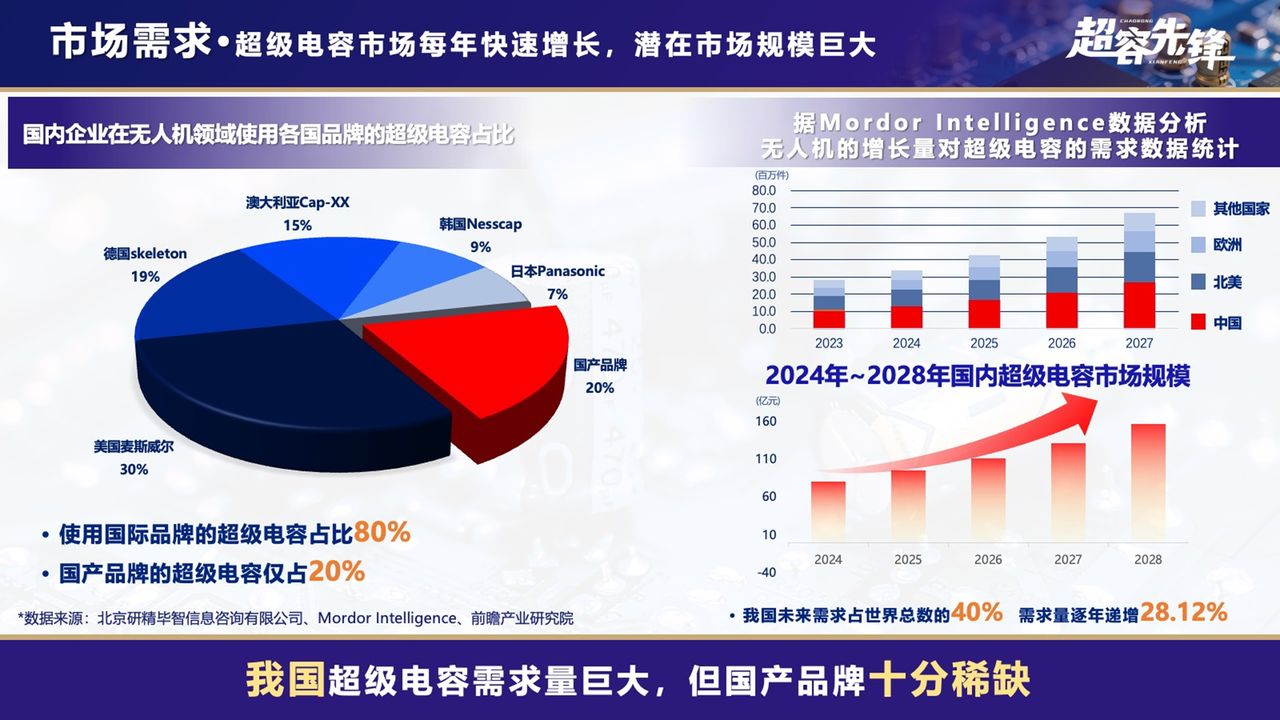 市场需求•超级电容市场每年快速增长，潜在市场规模巨大
CHAORONG
超容先锋
XIANFENG
国内企业在无人机领域使用各国品牌的超级电容占比
澳大利亚Cap-XX
15%
韩国Nesscap
9%
德国skeleton
19%
日本Panasonic
7%
国产品牌
20%
美国麦斯威尔
30%
• 使用国际品牌的超级电容占比80%
• 国产品牌的超级电容仅占20%
*数据来源：北京研精毕智信息咨询有限公司、Mordor Intelligence、前瞻产业研究院
据Mordor Intelligence数据分析
无人机的增长量对超级电容的需求数据统计
(百万件)
80.0
70.0
60.0
50.0
40.0
30.0
20.0
10.0
0.0
2023 2024 2025 2026 2027
其他国家
欧洲
北美
中国
2024年~2028年国内超级电容市场规模
(亿元)
160
110
60
10
-40
2024 2025 2026 2027 2028
• 我国未来需求占世界总数的40% 需求量逐年递增28.12%
我国超级电容需求量巨大，但国产品牌十分稀缺